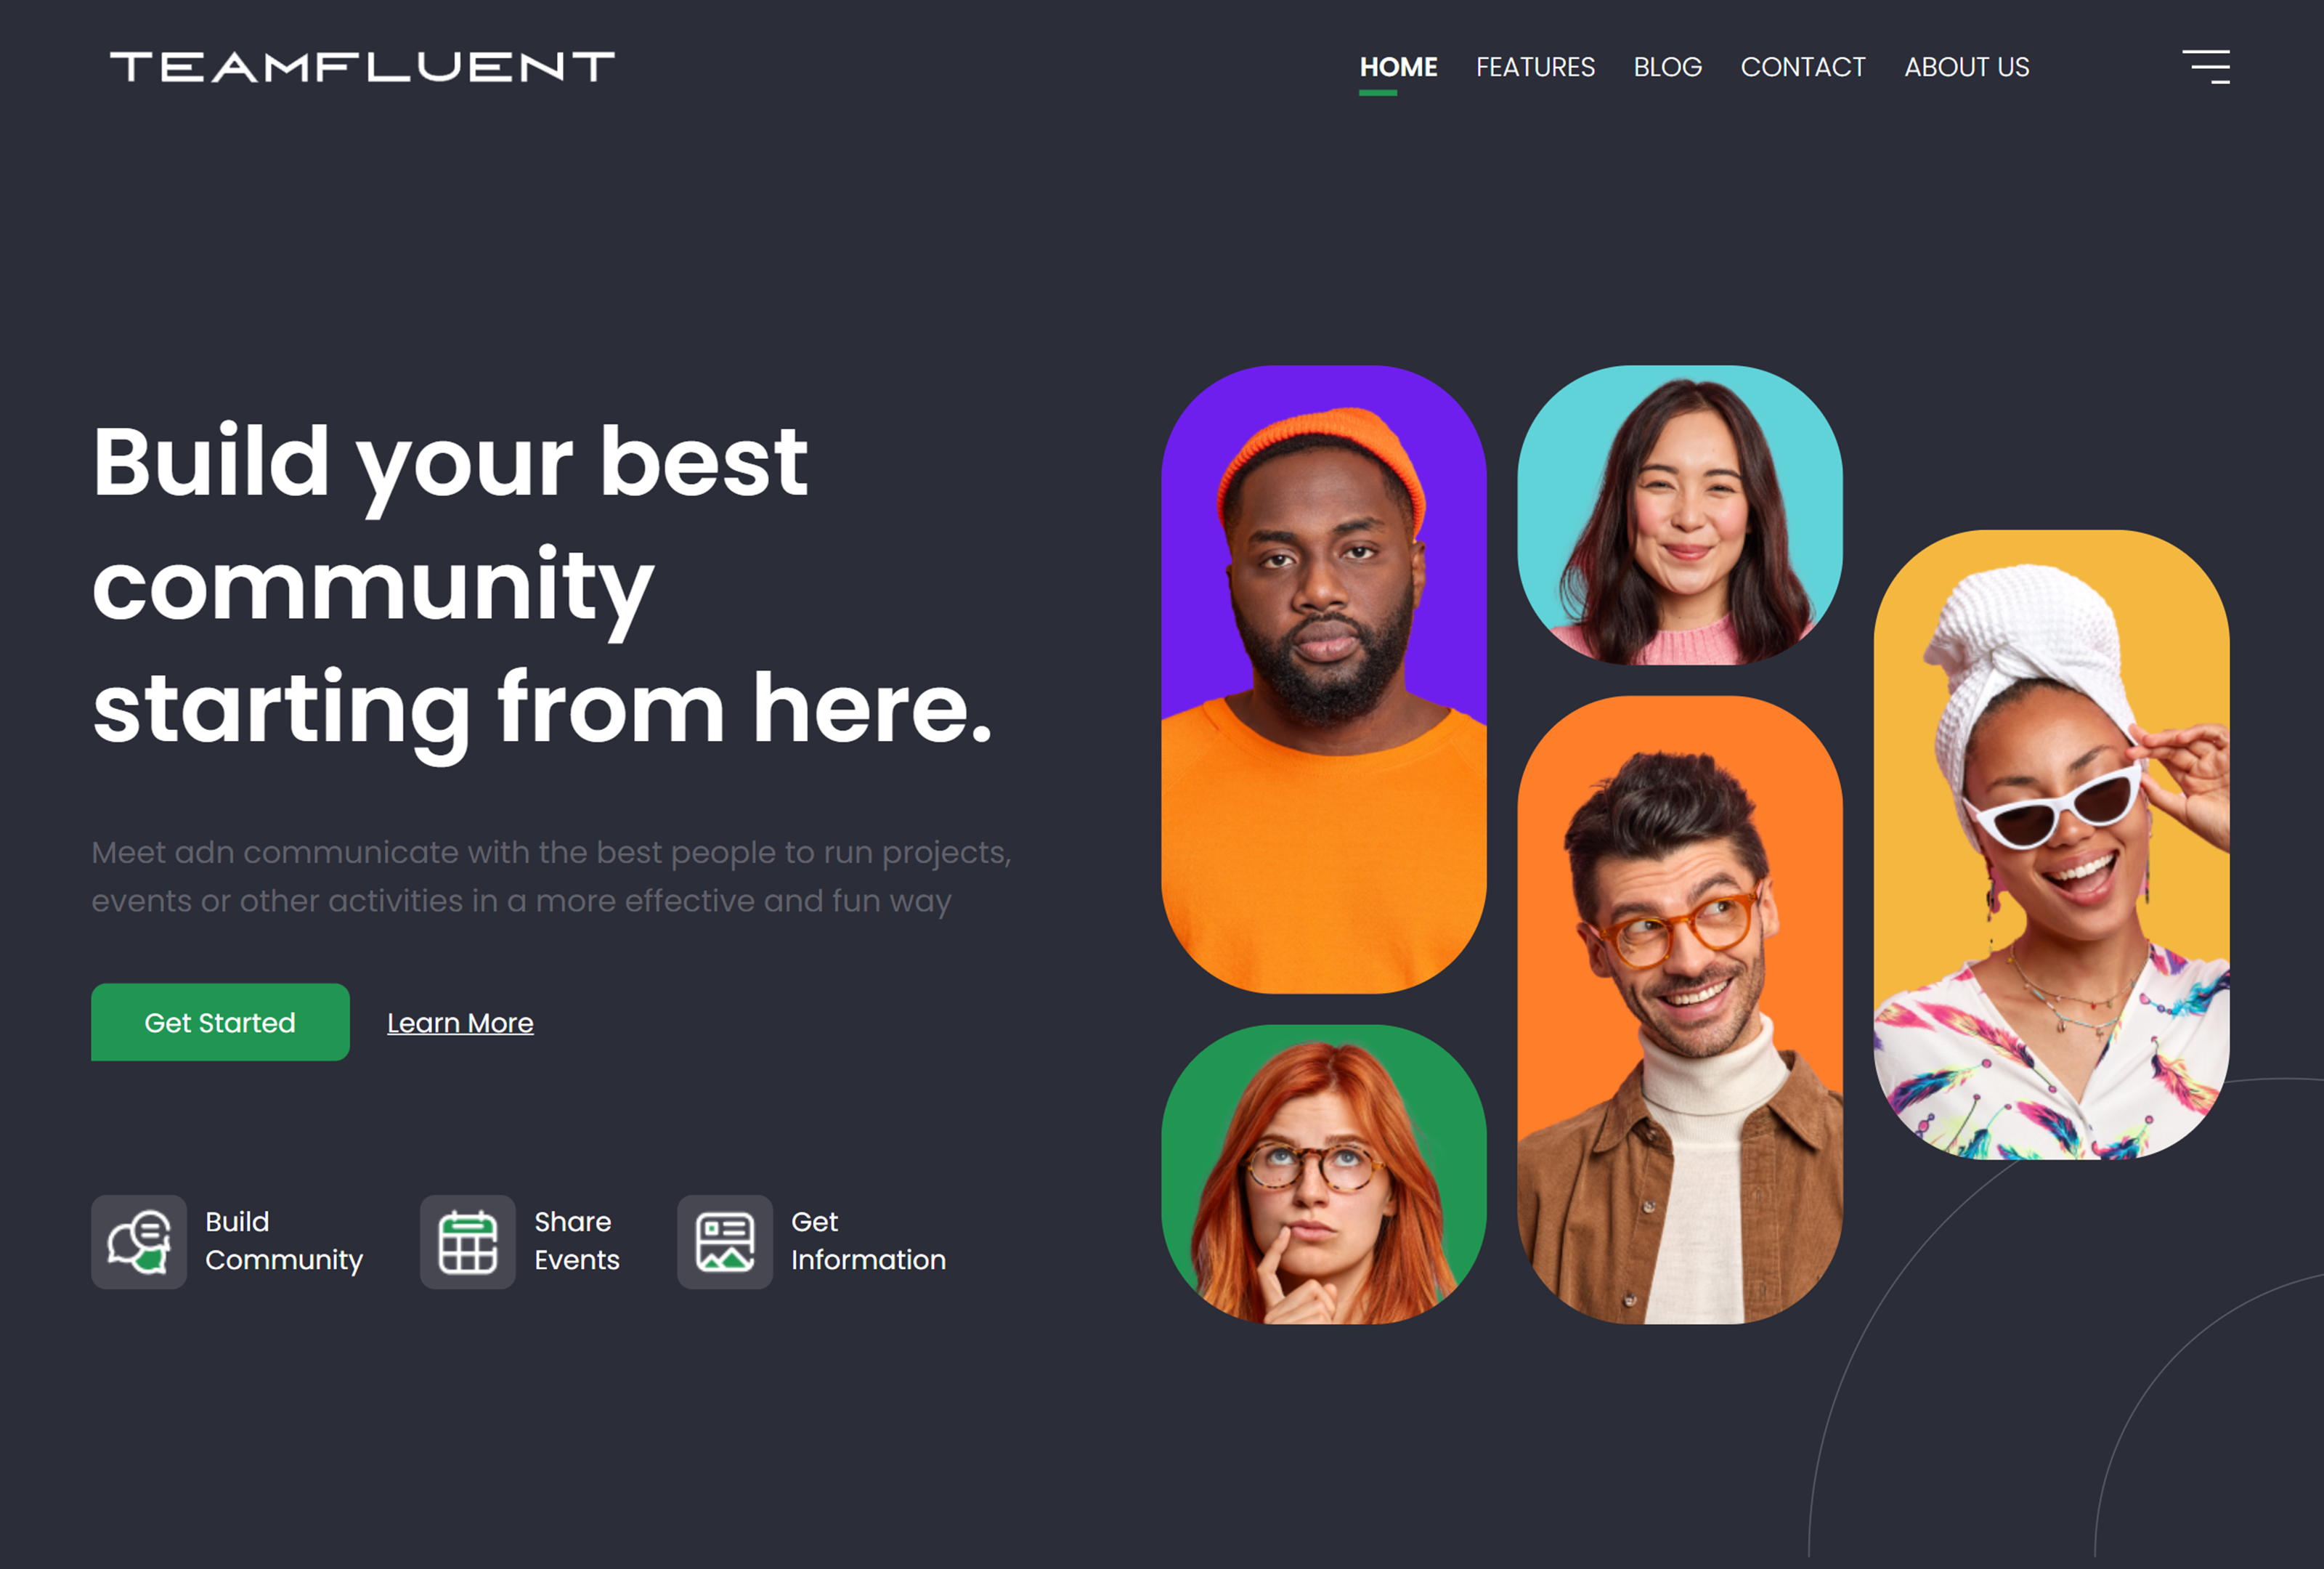 TEAMFLUENT
HOME FEATURES BLOG CONTACT ABOUT US
Build your best
community
starting from here.
Meet adn communicate with the best people to run projects,
events or other activities in a more effective and fun way
Get Started Learn More
Build
Community
Share
Events
Get
Information